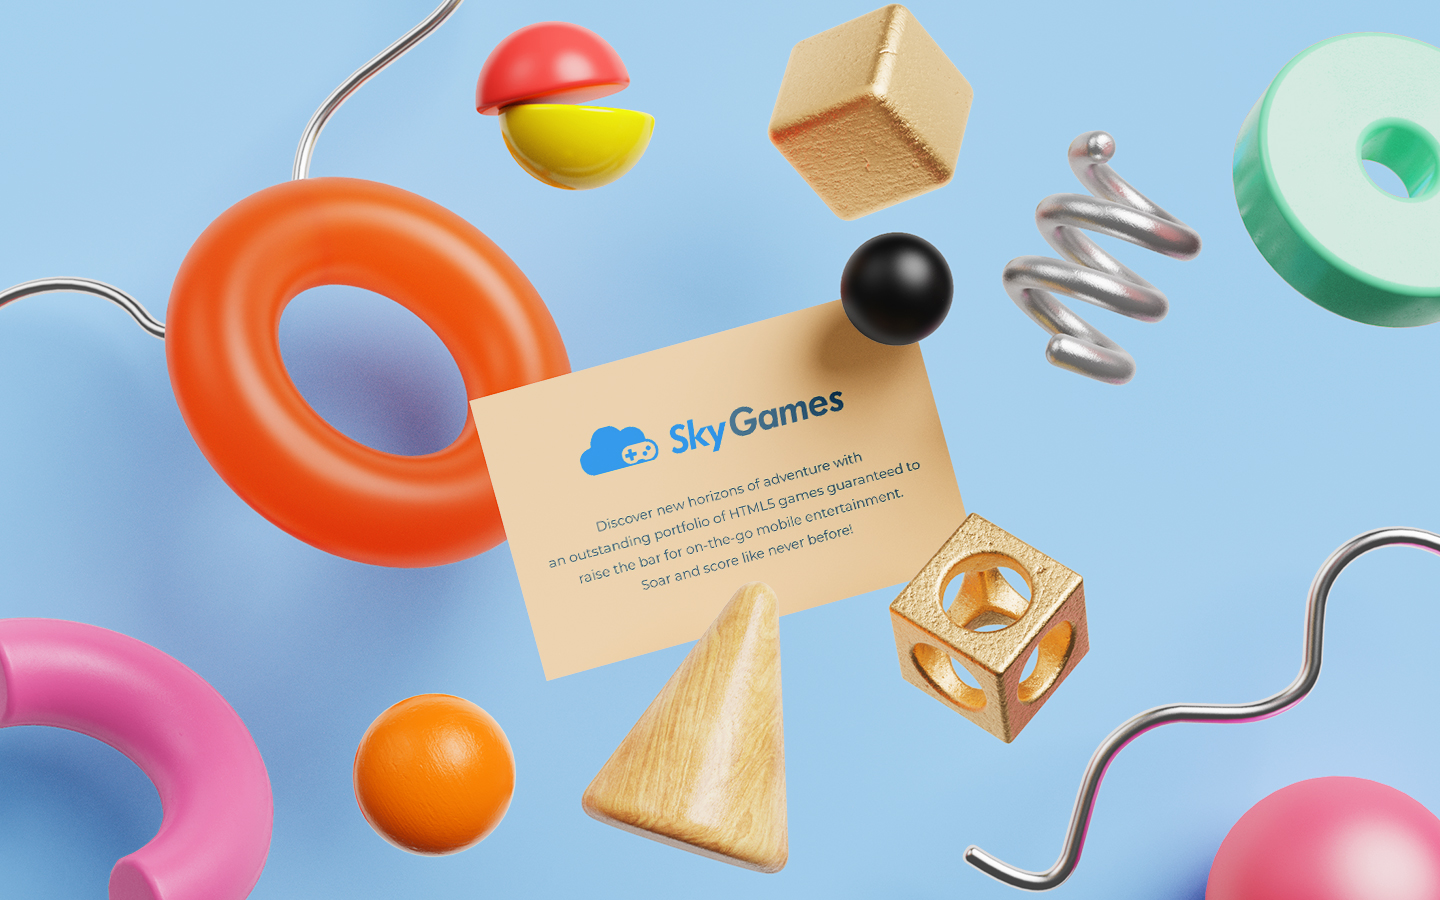 SkyGames
Discover new horizons of adventure with
an outstanding portfolio of HTML5 games guaranteed to
raise the bar for on-the-go mobile entertainment.
Soar and score like never before!